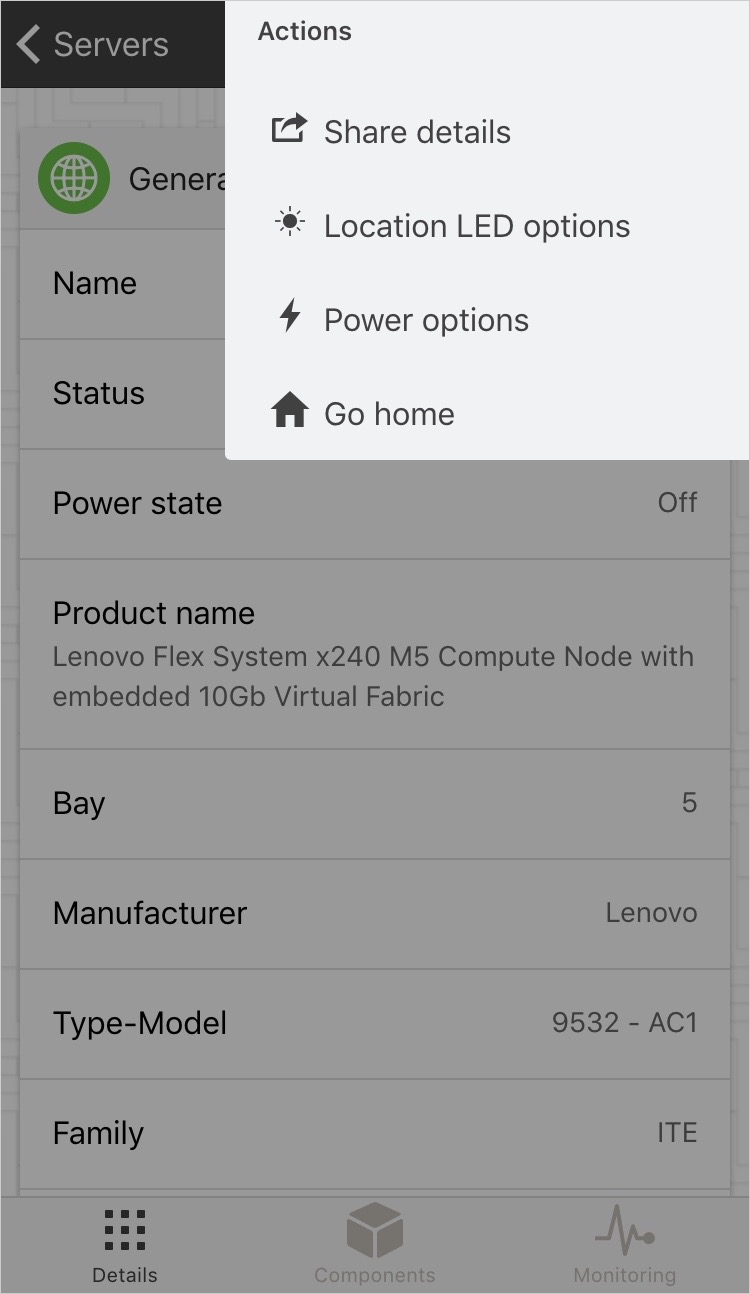 Servers
Actions
Share details
Location LED options
Power options
Go home
Genera
Name
Status
Power state
Off
Product name
Lenovo Flex System x240 M5 Compute Node with
embedded 10Gb Virtual Fabric
Bay
5
Manufacturer
Lenovo
Type-Model
9532 - AC1
Family
ITE
Details
Components
Monitoring